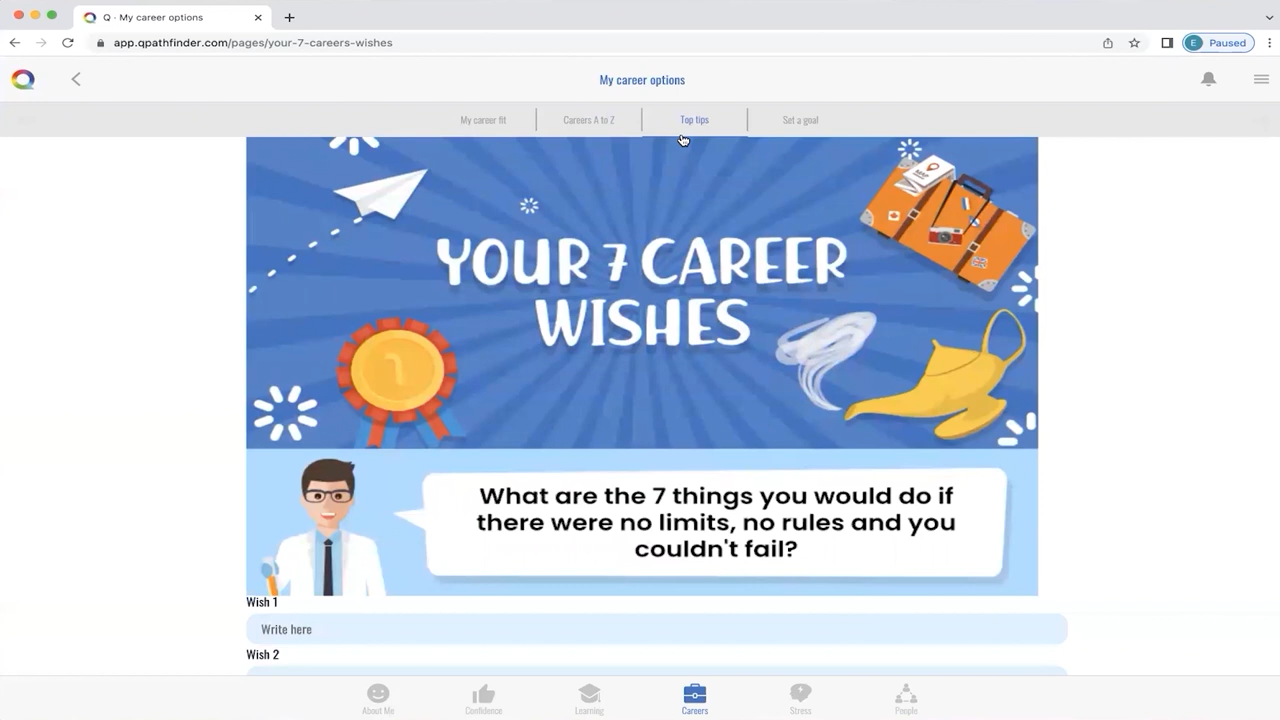 Q - My career options
app.qpathfinder.com/pages/your-7-careers-wishes
E Paused
My career options
My career fit
Careers A to Z
Top tips
Set a goal
YOUR 7 CAREER
WISHES
1
What are the 7 things you would do if
there were no limits, no rules and you
couldn't fail?
Wish 1
Write here
Wish 2
About Me
Confidence
Learning
Careers
Stress
People